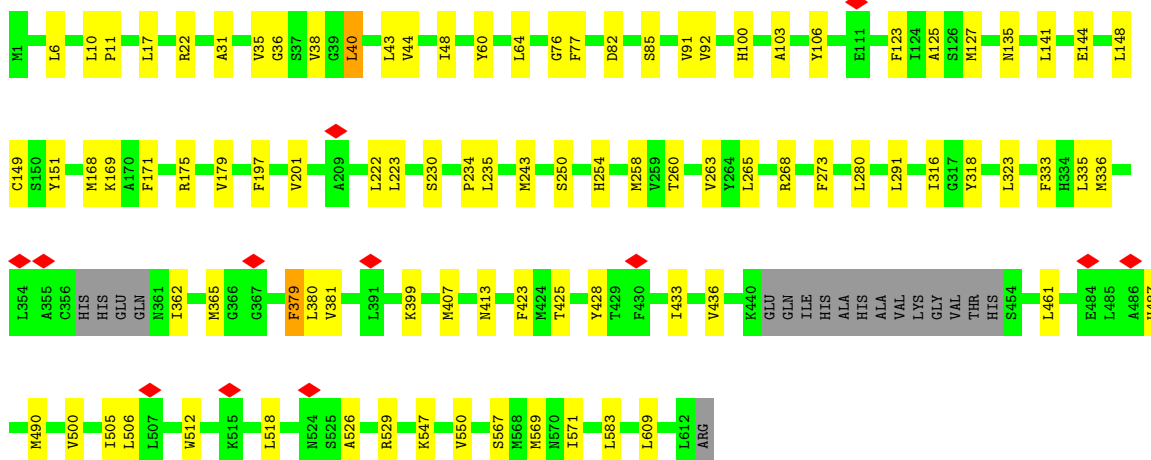 M1 L6 L10 P11 L17 R22 A31 V35 G36 S37 V38 G39 L40 L43 V44 I48 Y60 L64 G76 F77 D82 S85 V91 V92 H100 A103 Y106 E111 F123 I124 A125 S126 M127 N135 L141 E144 L148
C149 S150 Y151 M168 K169 A170 F171 R175 V179 F197 V201 A209 L222 L223 S230 P234 L235 M243 S250 H254 M258 V259 T260 V263 Y264 L265 R268 F273 L280 L291 I316 G317 Y318 L323 F333 H334 L335 M336
L354 A355 C356 HIS HIS GLU GLN N361 I362 M365 G366 G367 F379 L380 V381 L391 K399 M407 N413 F423 M424 T425 Y428 T429 F430 I433 V436 K440 GLU GLN ILE HIS ALA HIS ALA VAL LYS GLY VAL THR HIS S454 L461 E484 L485 A486
M490 V500 I505 L506 L507 W512 K515 L518 N524 S525 A526 R529 K547 V550 S567 M568 M569 N570 I571 L583 L609 L612 ARG